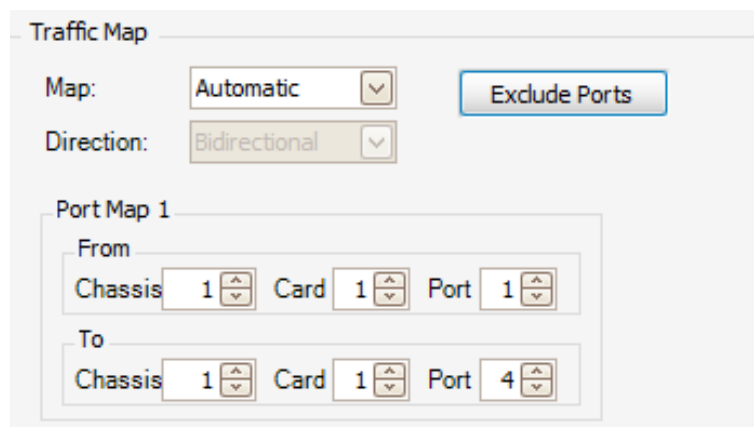 Traffic Map
Map: Automatic Exclude Ports
Direction: Bidirectional
Port Map 1
From
Chassis 1 Card 1 Port 1
To
Chassis 1 Card 1 Port 4